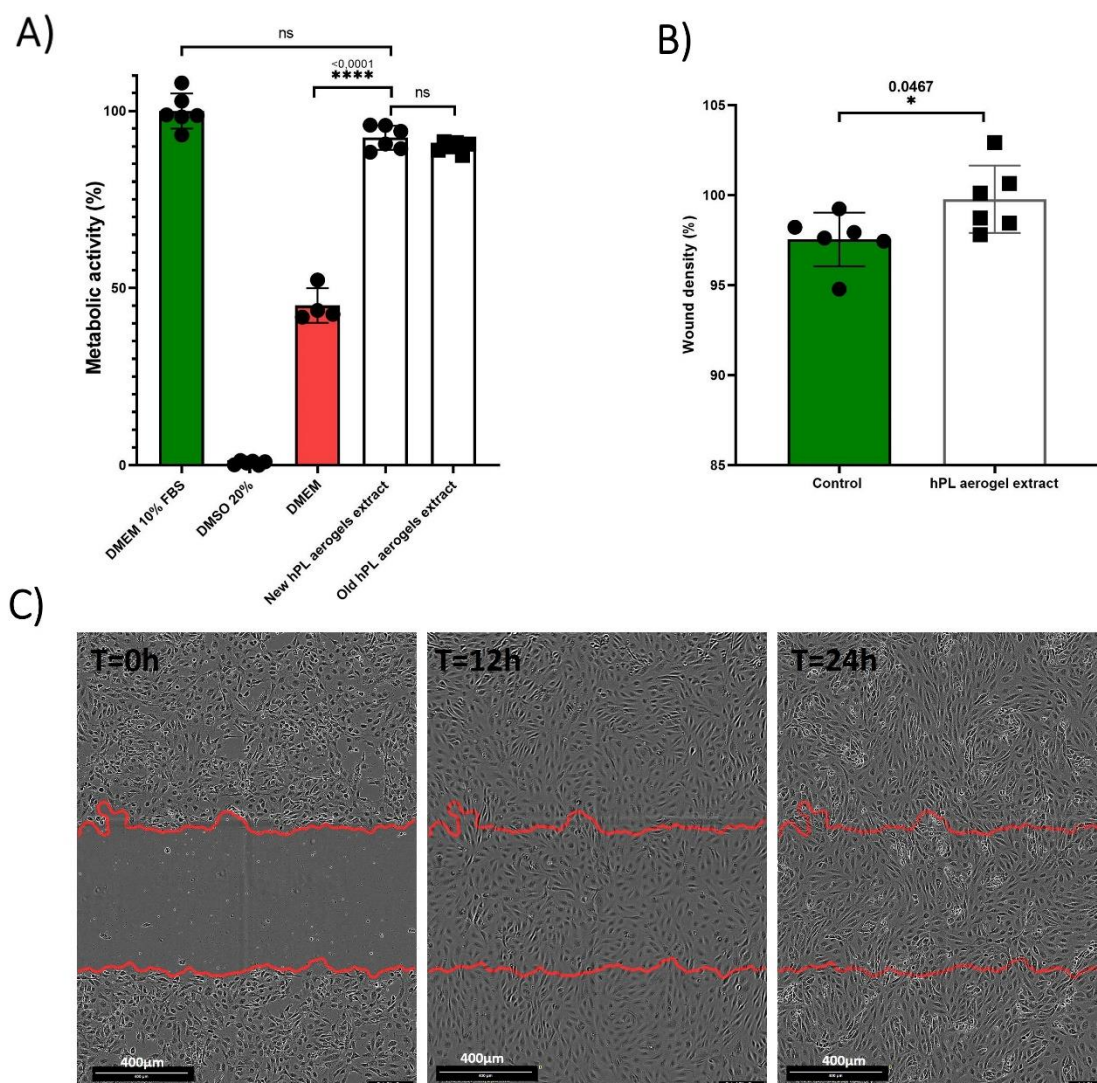 A)
ns
<0,0001
****
ns
Metabolic activity (%)
100
50
0
DMEM 10% FBS
DMSO 20%
DMEM
New hPL aerogels extract
Old hPL aerogels extract
B)
0.0467
*
Wound density (%)
105
100
95
90
85
Control
hPL aerogel extract
C)
T=0h
T=12h
T=24h
400µm
400µm
400µm